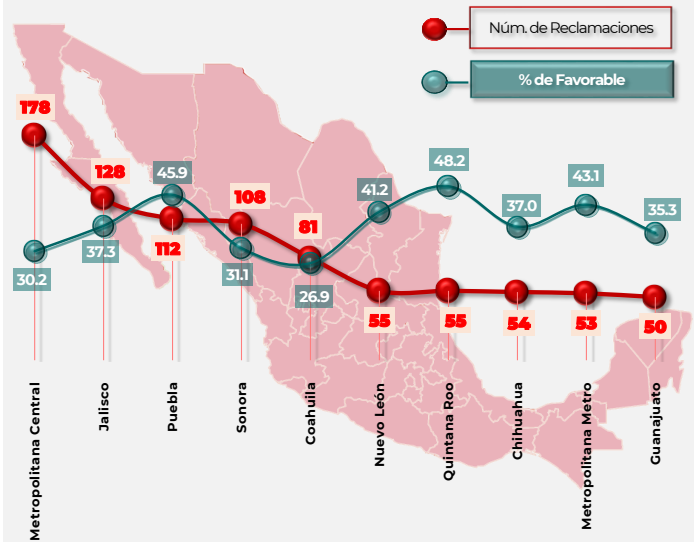 Núm. de Reclamaciones
% de Favorable
178
128
45.9
108
81
41.2
48.2
37.0
43.1
35.3
30.2
37.3
112
31.1
26.9
55
55
54
53
50
Metropolitana Central
Jalisco
Puebla
Sonora
Coahuila
Nuevo León
Quintana Roo
Chihuahua
Metropolitana Metro
Guanajuato